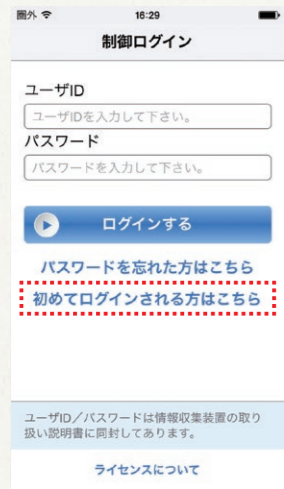 圏外 16:29
制御ログイン
ユーザID
ユーザIDを入力して下さい。
パスワード
パスワードを入力して下さい。
ログインする
パスワードを忘れた方はこちら
初めてログインされる方はこちら
ユーザID／パスワードは情報収集装置の取り
扱い説明書に同封してあります。
ライセンスについて